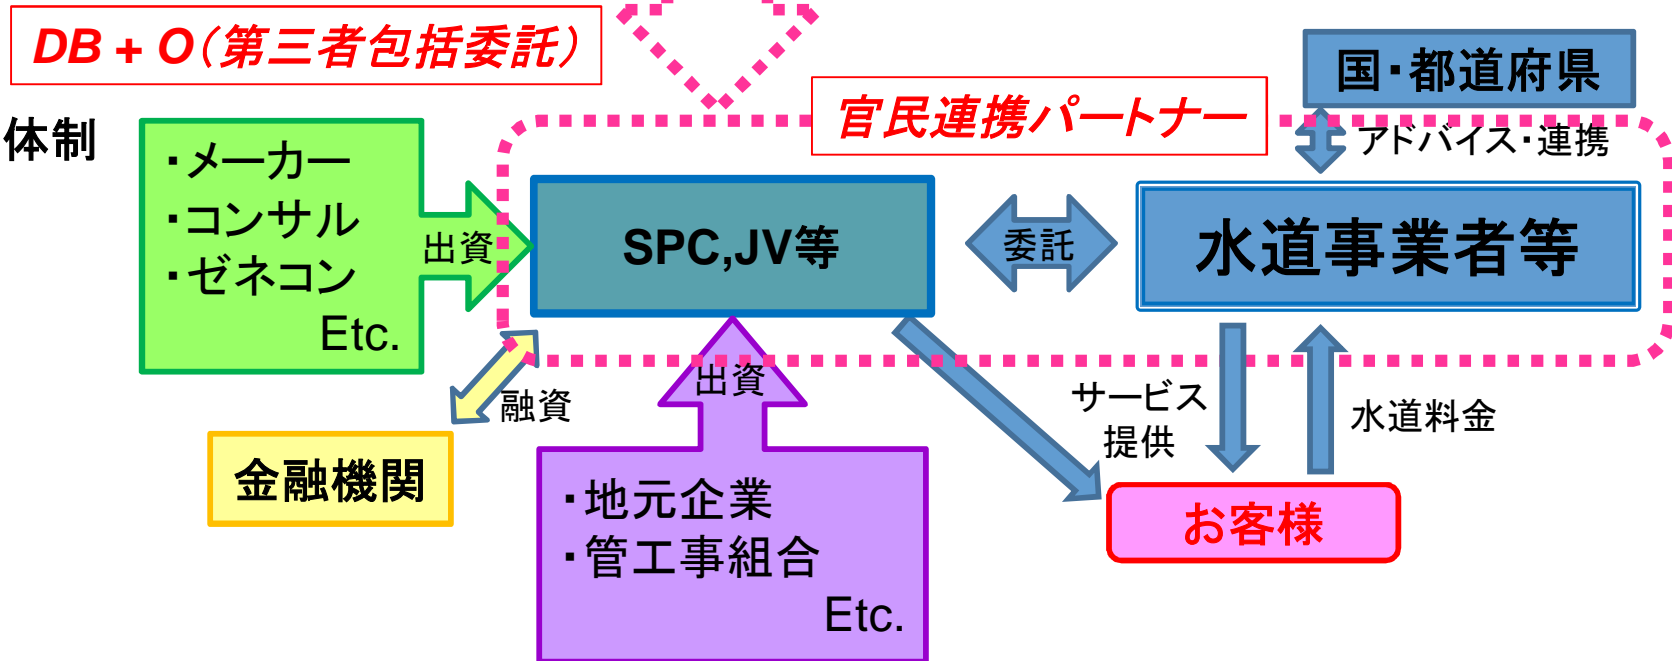 DB + O（第三者包括委託）
国・都道府県
官民連携パートナー
アドバイス・連携
体制
・メーカー
・コンサル
・ゼネコン
Etc.
出資
SPC,JV等
委託
水道事業者等
融資
出資
サービス
提供
水道料金
金融機関
・地元企業
・管工事組合
Etc.
お客様